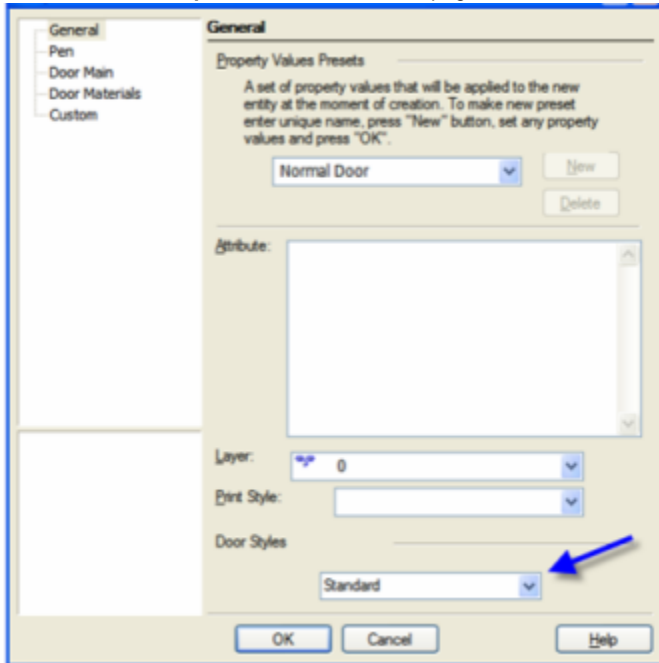 General
Pen
Door Main
Door Materials
Custom
General
Property Values Presets
A set of property values that will be applied to the new
entity at the moment of creation. To make new preset
enter unique name, press "New" button, set any property
values and press "OK".
Normal Door
New
Delete
Attribute:
Layer:
0
Print Style:
Door Styles
Standard
OK
Cancel
Help